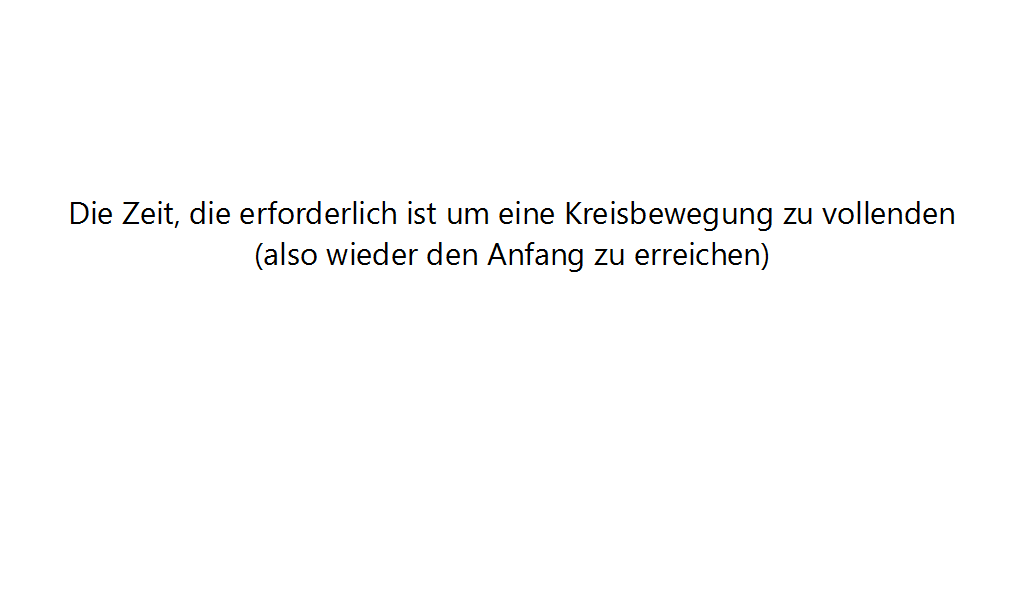 Die Zeit, die erforderlich ist um eine Kreisbewegung zu vollenden
(also wieder den Anfang zu erreichen)